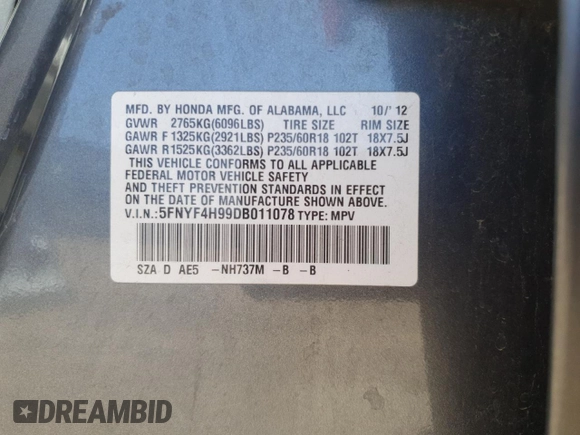 MFD. BY HONDA MFG. OF ALABAMA, LLC 10/'12
GVWR 2765KG(6096LBS) TIRE SIZE RIM SIZE
GAWR F 1325KG(2921LBS) P235/60R18 102T 18X7.5J
GAWR R1525KG(3362LBS) P235/60R18 102T 18X7.5J
THIS VEHICLE CONFORMS TO ALL APPLICABLE
FEDERAL MOTOR VEHICLE SAFETY
AND THEFT PREVENTION STANDARDS IN EFFECT
ON THE DATE OF MANUFACTURE SHOWN ABOVE.
V.I.N.:5FNYF4H99DB011078 TYPE: MPV
SZA D AE5 -NH737M -B -B
DREAMBID